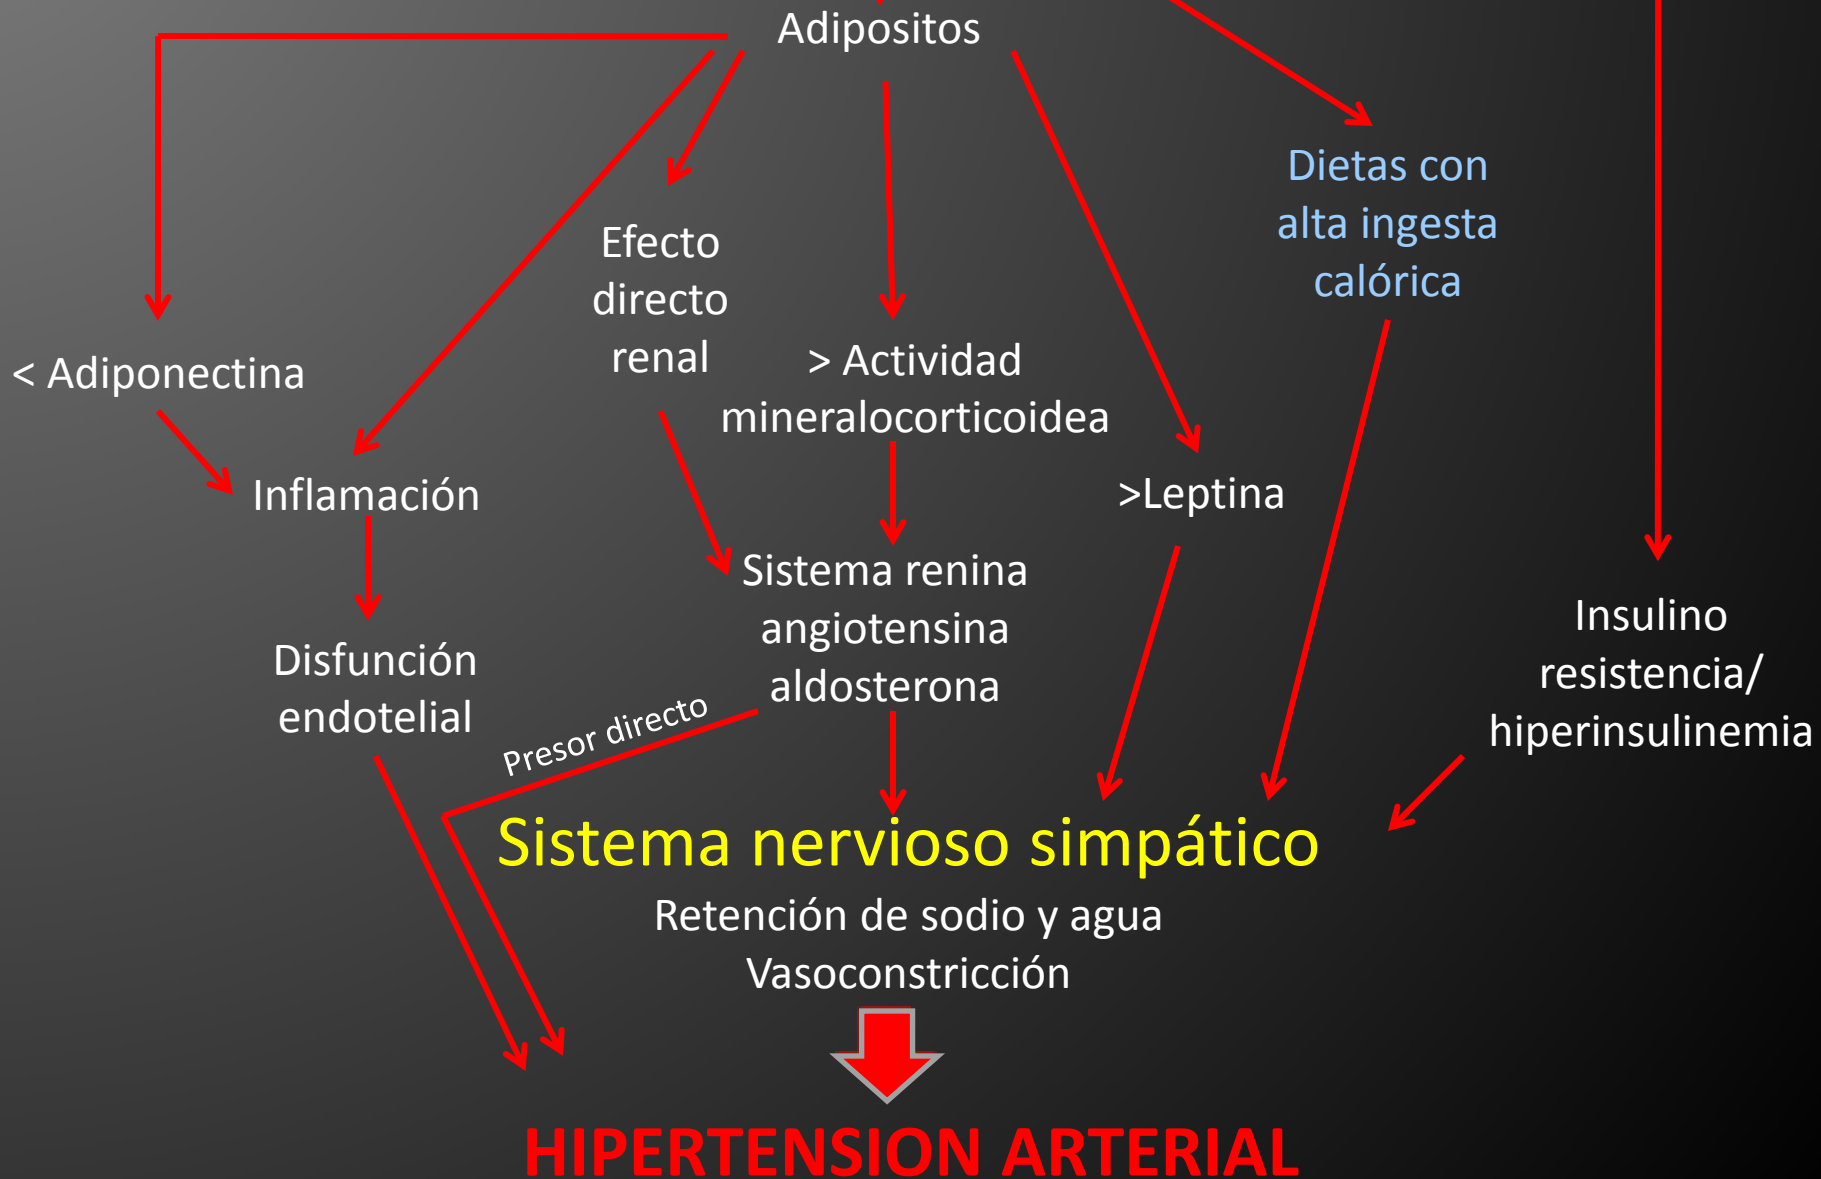 Adipositos
Dietas con
alta ingesta
calórica
Efecto
directo
renal
< Adiponectina
> Actividad
mineralocorticoidea
Inflamación
>Leptina
Sistema renina
angiotensina
aldosterona
Insulino
resistencia/
hiperinsulinemia
Disfunción
endotelial
Presor directo
Sistema nervioso simpático
Retención de sodio y agua
Vasoconstricción
HIPERTENSION ARTERIAL